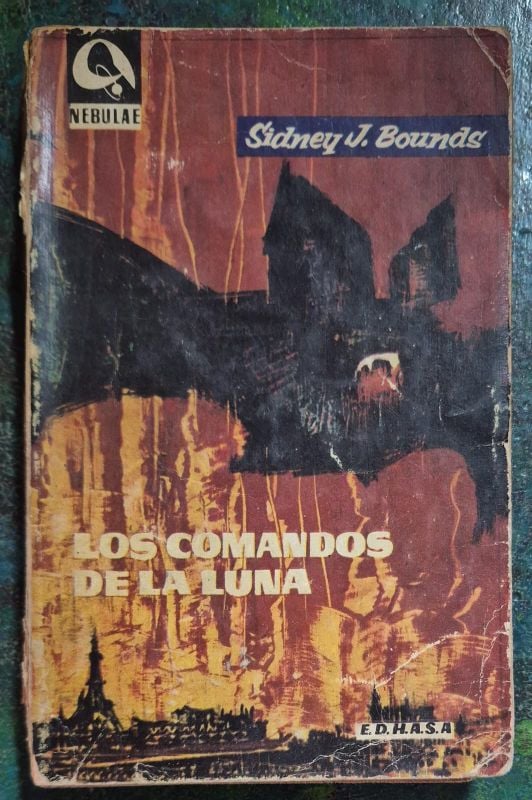 NEBULAE
Sidney J. Bounds
LOS COMANDOS
DE LA LUNA
E.D.H.A.S.A